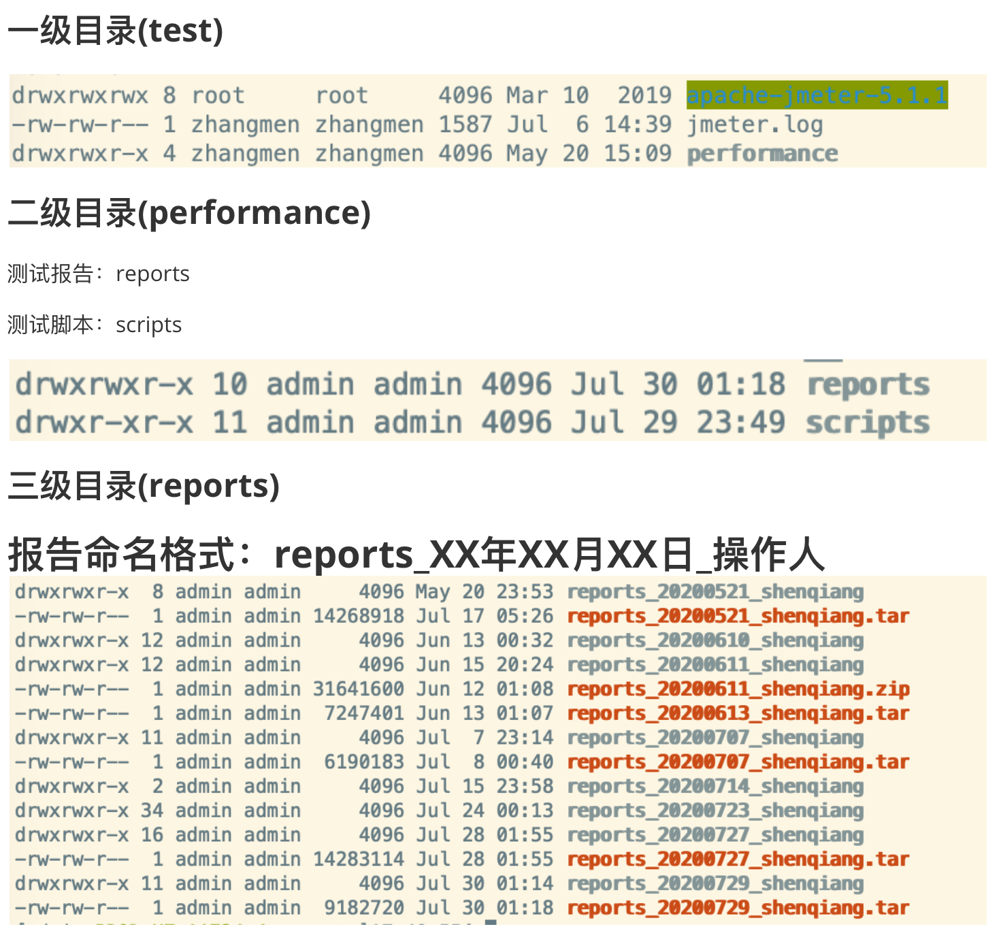 一级目录(test)
drwxrwxrwx 8 root root 4096 Mar 10 2019 apache-jmeter-5.1.1
-rw-rw-r-- 1 zhangmen zhangmen 1587 Jul 6 14:39 jmeter.log
drwxrwxr-x 4 zhangmen zhangmen 4096 May 20 15:09 performance
二级目录(performance)
测试报告：reports
测试脚本：scripts
drwxrwxr-x 10 admin admin 4096 Jul 30 01:18 reports
drwxr-xr-x 11 admin admin 4096 Jul 29 23:49 scripts
三级目录(reports)
报告命名格式：reports_XX年XX月XX日_操作人
drwxrwxr-x 8 admin admin 4096 May 20 23:53 reports_20200521_shenqiang
-rw-rw-r-- 1 admin admin 14268918 Jul 17 05:26 reports_20200521_shenqiang.tar
drwxrwxr-x 12 admin admin 4096 Jun 13 00:32 reports_20200610_shenqiang
drwxrwxr-x 12 admin admin 4096 Jun 15 20:24 reports_20200611_shenqiang
-rw-rw-r-- 1 admin admin 31641600 Jun 12 01:08 reports_20200611_shenqiang.zip
-rw-rw-r-- 1 admin admin 7247401 Jun 13 01:07 reports_20200613_shenqiang.tar
drwxrwxr-x 11 admin admin 4096 Jul 7 23:14 reports_20200707_shenqiang
-rw-rw-r-- 1 admin admin 6190183 Jul 8 00:40 reports_20200707_shenqiang.tar
drwxrwxr-x 2 admin admin 4096 Jul 15 23:58 reports_20200714_shenqiang
drwxrwxr-x 34 admin admin 4096 Jul 24 00:13 reports_20200723_shenqiang
drwxrwxr-x 16 admin admin 4096 Jul 28 01:55 reports_20200727_shenqiang
-rw-rw-r-- 1 admin admin 14283114 Jul 28 01:55 reports_20200727_shenqiang.tar
drwxrwxr-x 11 admin admin 4096 Jul 30 01:14 reports_20200729_shenqiang
-rw-rw-r-- 1 admin admin 9182720 Jul 30 01:18 reports_20200729_shenqiang.tar